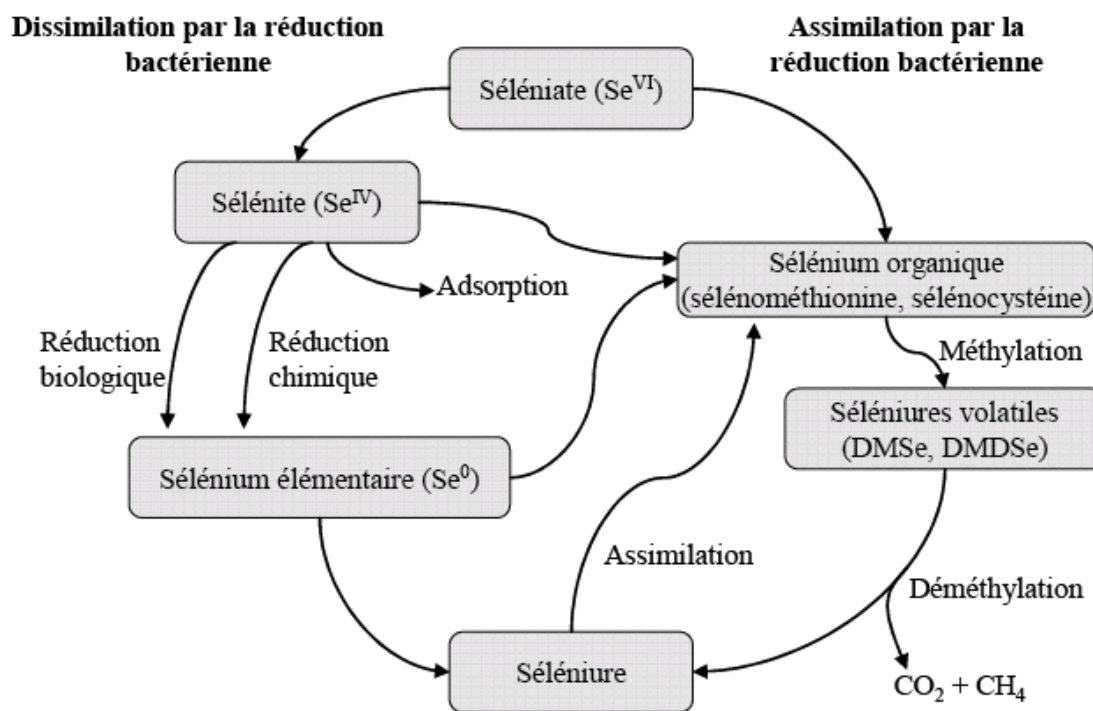 Dissimilation par la réduction
bactérienne
Assimilation par la
réduction bactérienne
Séléniate (Se^VI)
Sélénite (Se^IV)
Sélénium organique
(sélénométhionine, sélénocystéine)
Adsorption
Réduction
biologique
Réduction
chimique
Méthylation
Séléniures volatiles
(DMSe, DMDSe)
Sélénium élémentaire (Se^0)
Assimilation
Déméthylation
Séléniure
CO₂ + CH₄